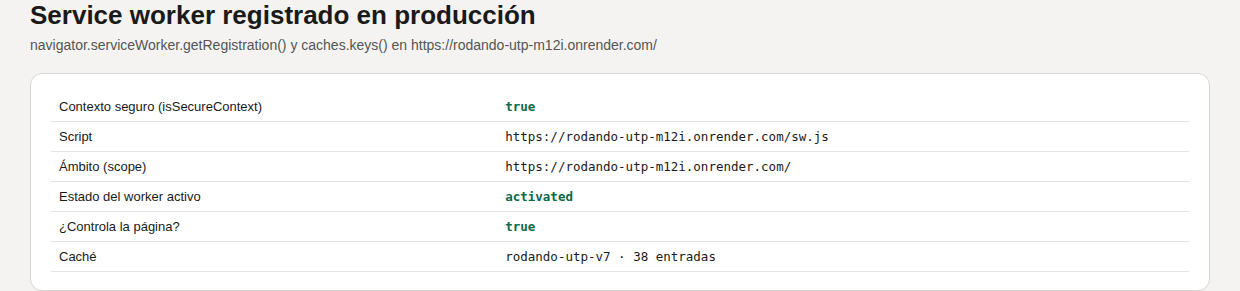 Service worker registrado en producción
navigator.serviceWorker.getRegistration() y caches.keys() en https://rodando-utp-m12i.onrender.com/
Contexto seguro (isSecureContext) true
Script https://rodando-utp-m12i.onrender.com/sw.js
Ámbito (scope) https://rodando-utp-m12i.onrender.com/
Estado del worker activo activated
¿Controla la página? true
Caché rodando-utp-v7 · 38 entradas